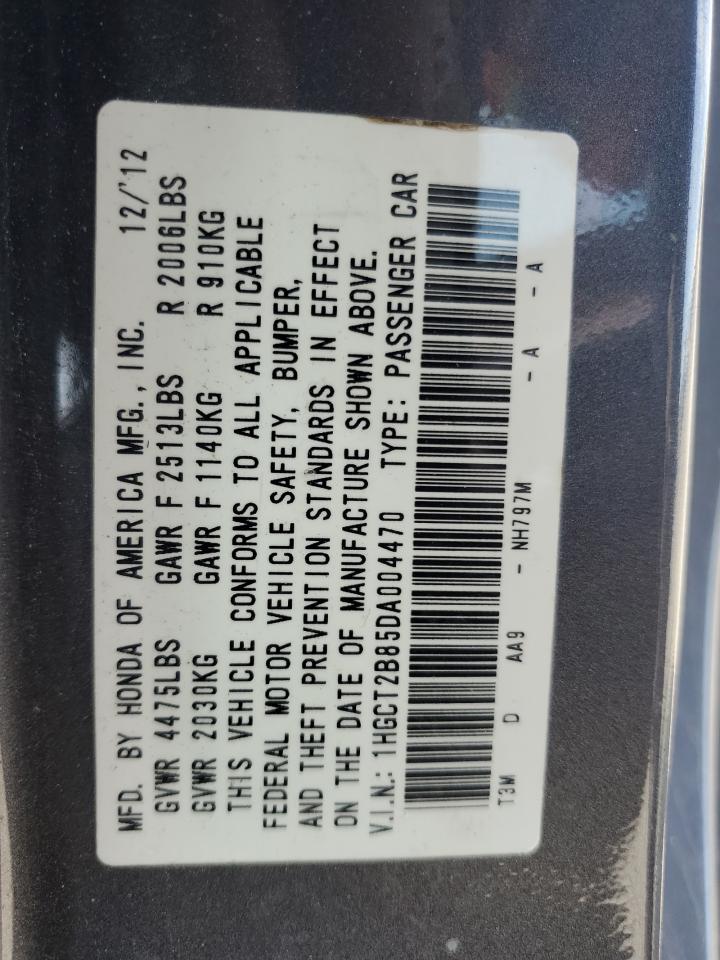 MFD. BY HONDA OF AMERICA MFG., INC. 12/'12
GVWR 4475LBS GAWR F 2513LBS R 2006LBS
GVWR 2030KG GAWR F 1140KG R 910KG
THIS VEHICLE CONFORMS TO ALL APPLICABLE
FEDERAL MOTOR VEHICLE SAFETY, BUMPER,
AND THEFT PREVENTION STANDARDS IN EFFECT
ON THE DATE OF MANUFACTURE SHOWN ABOVE.
V.I.N.: 1HGCT2B85DA004470 TYPE: PASSENGER CAR
T3M D AA9 - NH797M - A - A